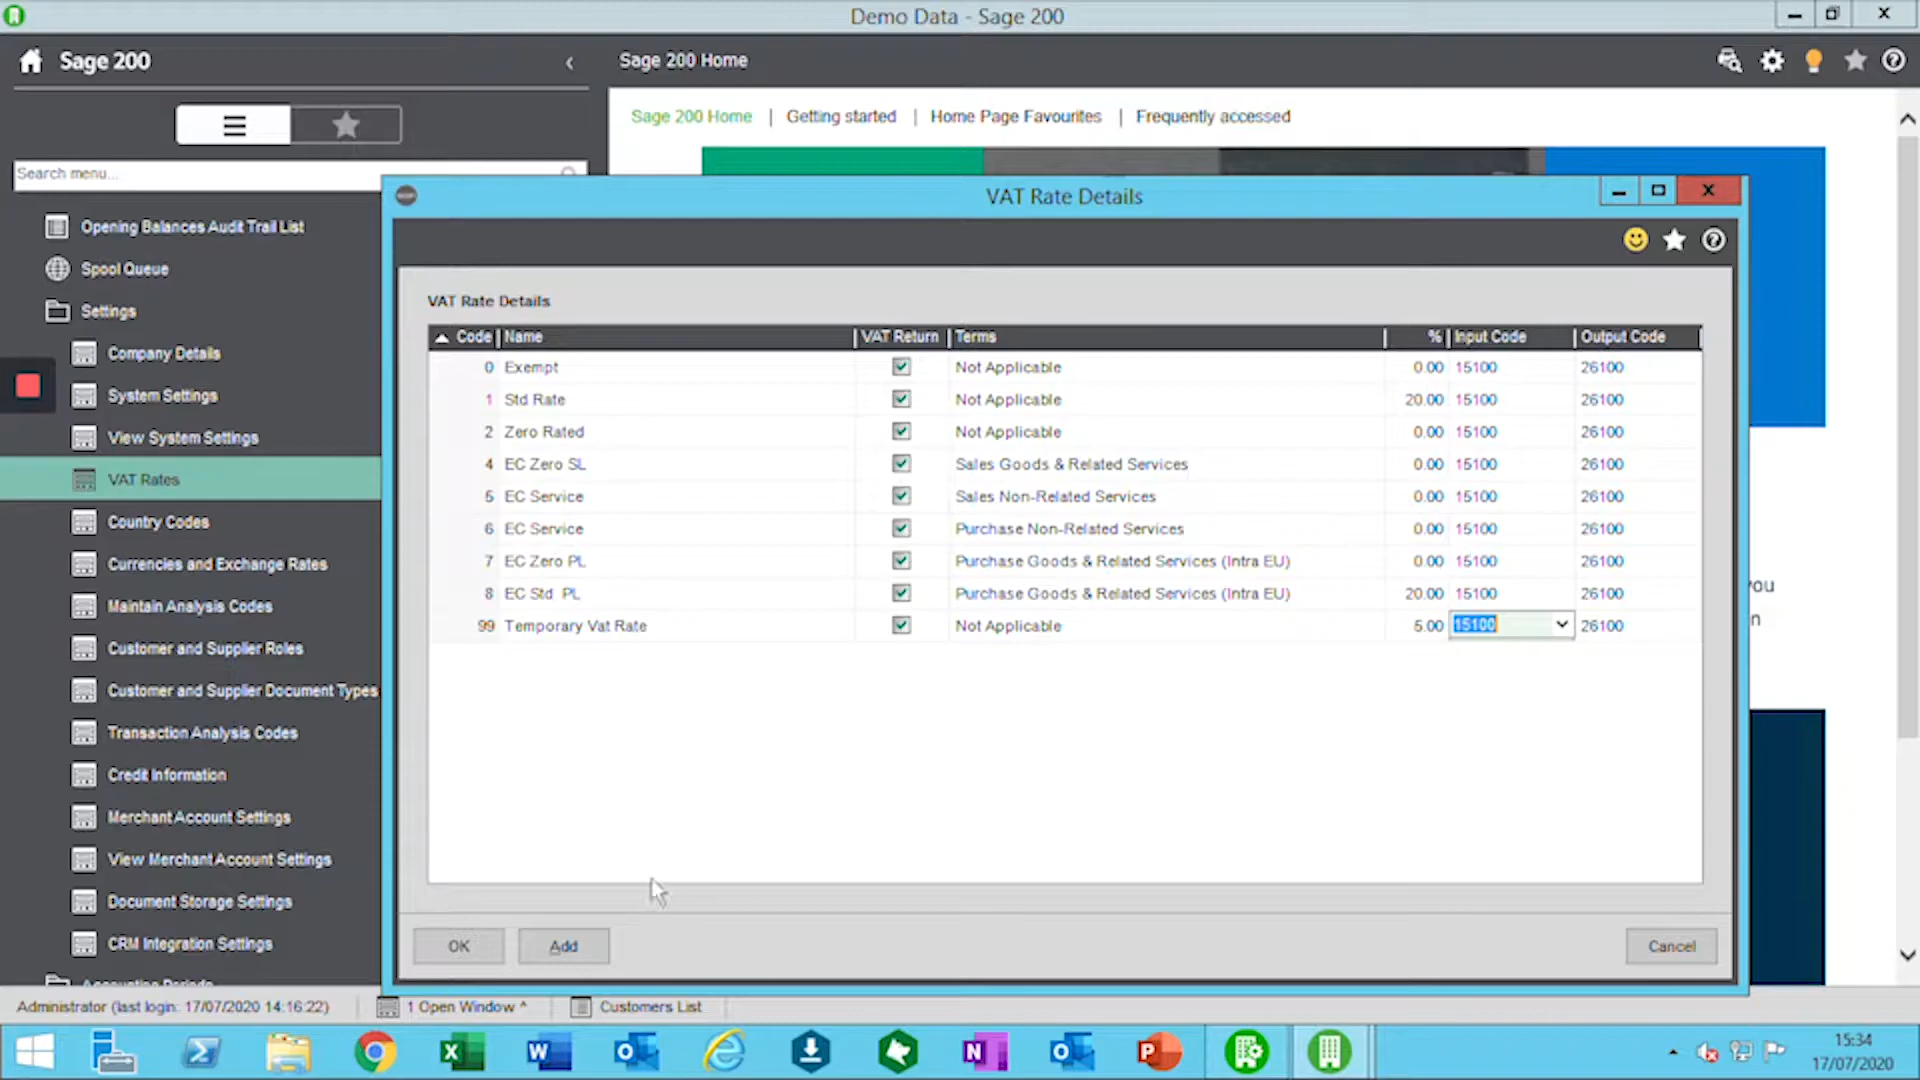 Demo Data - Sage 200
Sage 200
Sage 200 Home
Sage 200 Home | Getting started | Home Page Favourites | Frequently accessed
Search menu...
Opening Balances Audit Trail List
Spool Queue
Settings
Company Details
System Settings
View System Settings
VAT Rates
Country Codes
Currencies and Exchange Rates
Maintain Analysis Codes
Customer and Supplier Roles
Customer and Supplier Document Types
Transaction Analysis Codes
Credit Information
Merchant Account Settings
View Merchant Account Settings
Document Storage Settings
CRM Integration Settings
Accounting Periods
VAT Rate Details
VAT Rate Details
Code Name VAT Return Terms % Input Code Output Code
0 Exempt Not Applicable 0.00 15100 26100
1 Std Rate Not Applicable 20.00 15100 26100
2 Zero Rated Not Applicable 0.00 15100 26100
4 EC Zero SL Sales Goods & Related Services 0.00 15100 26100
5 EC Service Sales Non-Related Services 0.00 15100 26100
6 EC Service Purchase Non-Related Services 0.00 15100 26100
7 EC Zero PL Purchase Goods & Related Services (Intra EU) 0.00 15100 26100
8 EC Std PL Purchase Goods & Related Services (Intra EU) 20.00 15100 26100
99 Temporary Vat Rate Not Applicable 5.00 15100 26100
OK Add Cancel
Administrator (last login: 17/07/2020 14:16:22) 1 Open Window ^ Customers List
15:34
17/07/2020